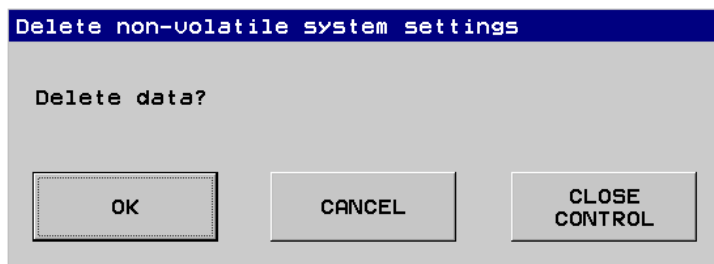 Delete non-volatile system settings
Delete data?
OK
CANCEL
CLOSE
CONTROL